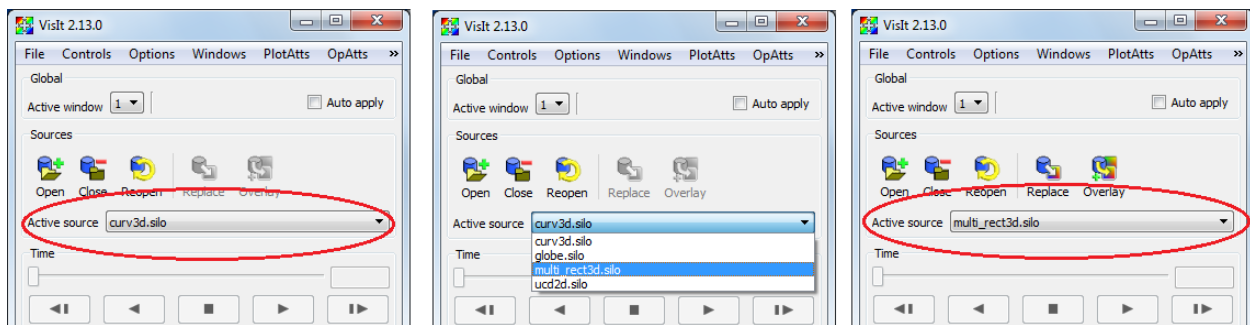 VisIt 2.13.0
File Controls Options Windows PlotAtts OpAtts »
Global
Active window 1 Auto apply
Sources
Open Close Reopen Replace Overlay
Active source curv3d.silo
Time
VisIt 2.13.0
File Controls Options Windows PlotAtts OpAtts »
Global
Active window 1 Auto apply
Sources
Open Close Reopen Replace Overlay
Active source curv3d.silo
curv3d.silo
globe.silo
multi_rect3d.silo
ucd2d.silo
Time
VisIt 2.13.0
File Controls Options Windows PlotAtts OpAtts »
Global
Active window 1 Auto apply
Sources
Open Close Reopen Replace Overlay
Active source multi_rect3d.silo
Time